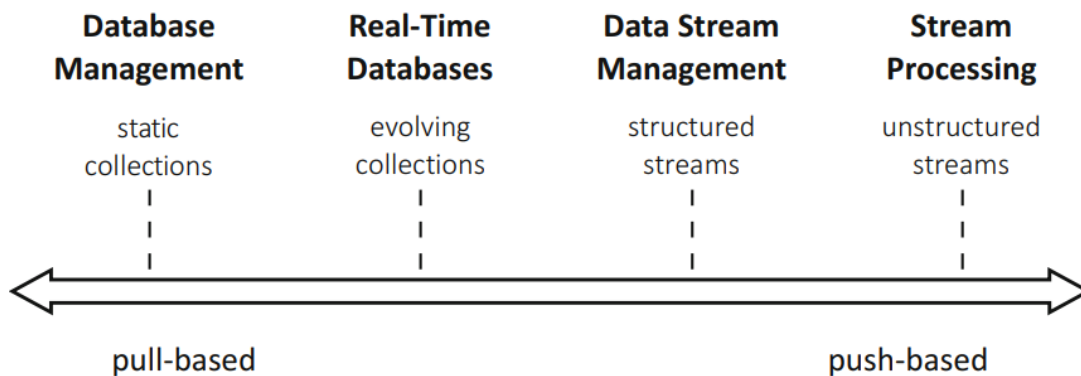 Database
Management
static
collections
Real-Time
Databases
evolving
collections
Data Stream
Management
structured
streams
Stream
Processing
unstructured
streams
pull-based
push-based